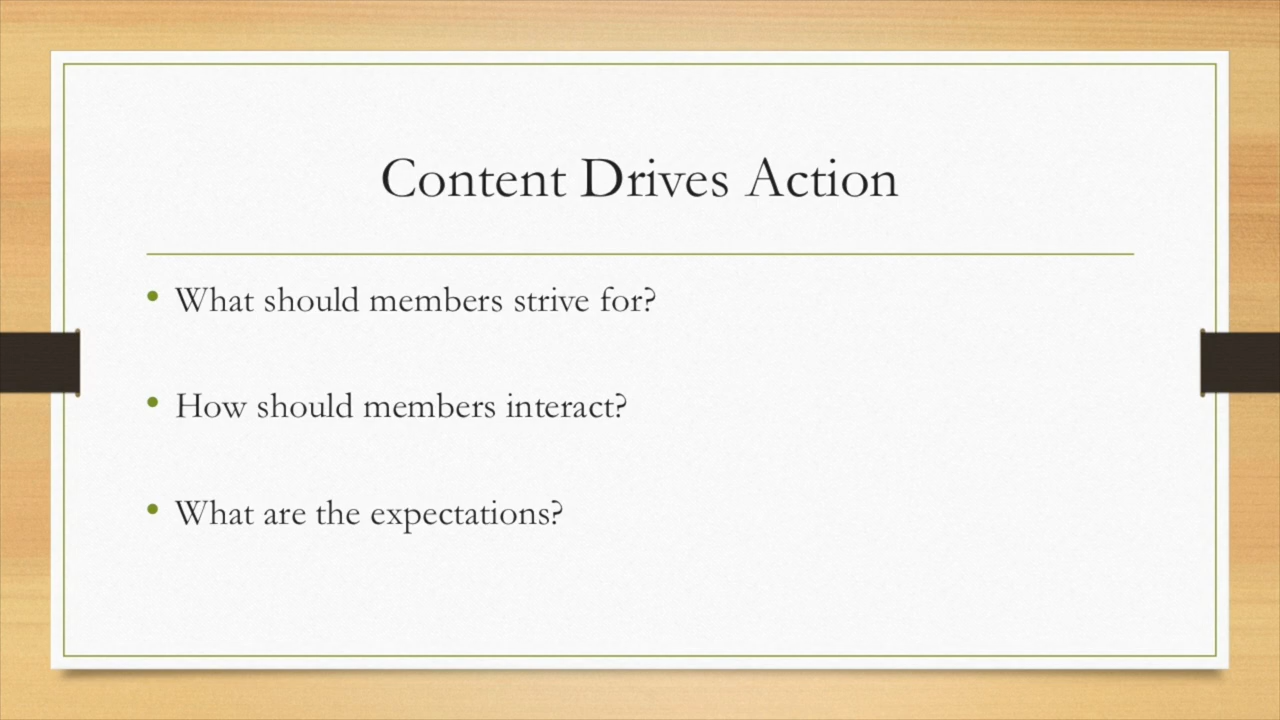 Content Drives Action
• What should members strive for?
• How should members interact?
• What are the expectations?